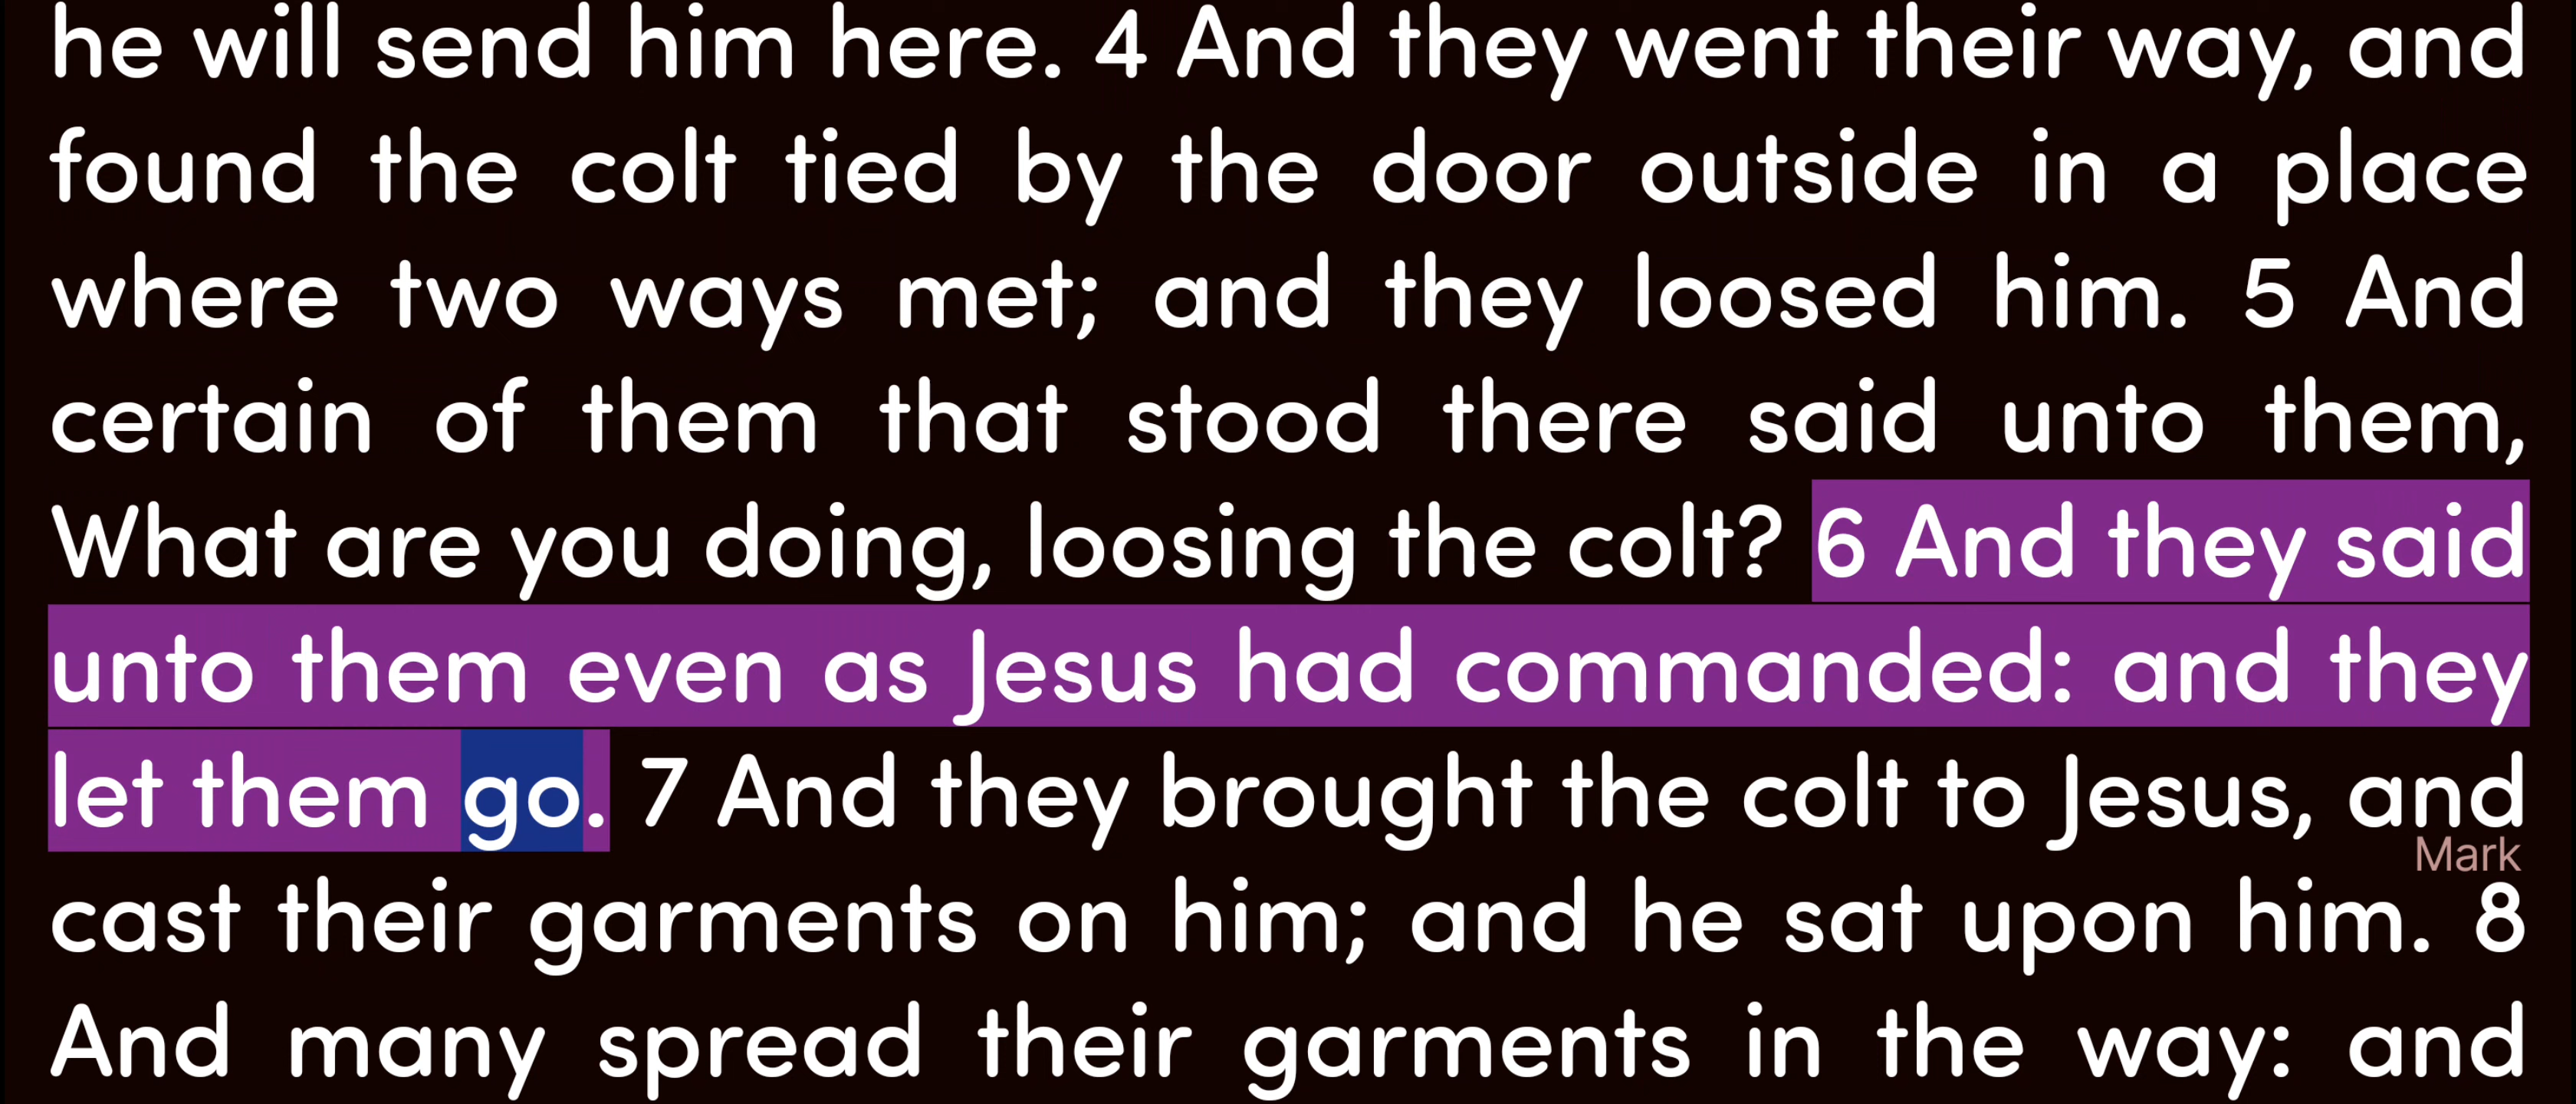 he will send him here. 4 And they went their way, and
found the colt tied by the door outside in a place
where two ways met; and they loosed him. 5 And
certain of them that stood there said unto them,
What are you doing, loosing the colt? 6 And they said
unto them even as Jesus had commanded: and they
let them go. 7 And they brought the colt to Jesus, and
Mark
cast their garments on him; and he sat upon him. 8
And many spread their garments in the way: and